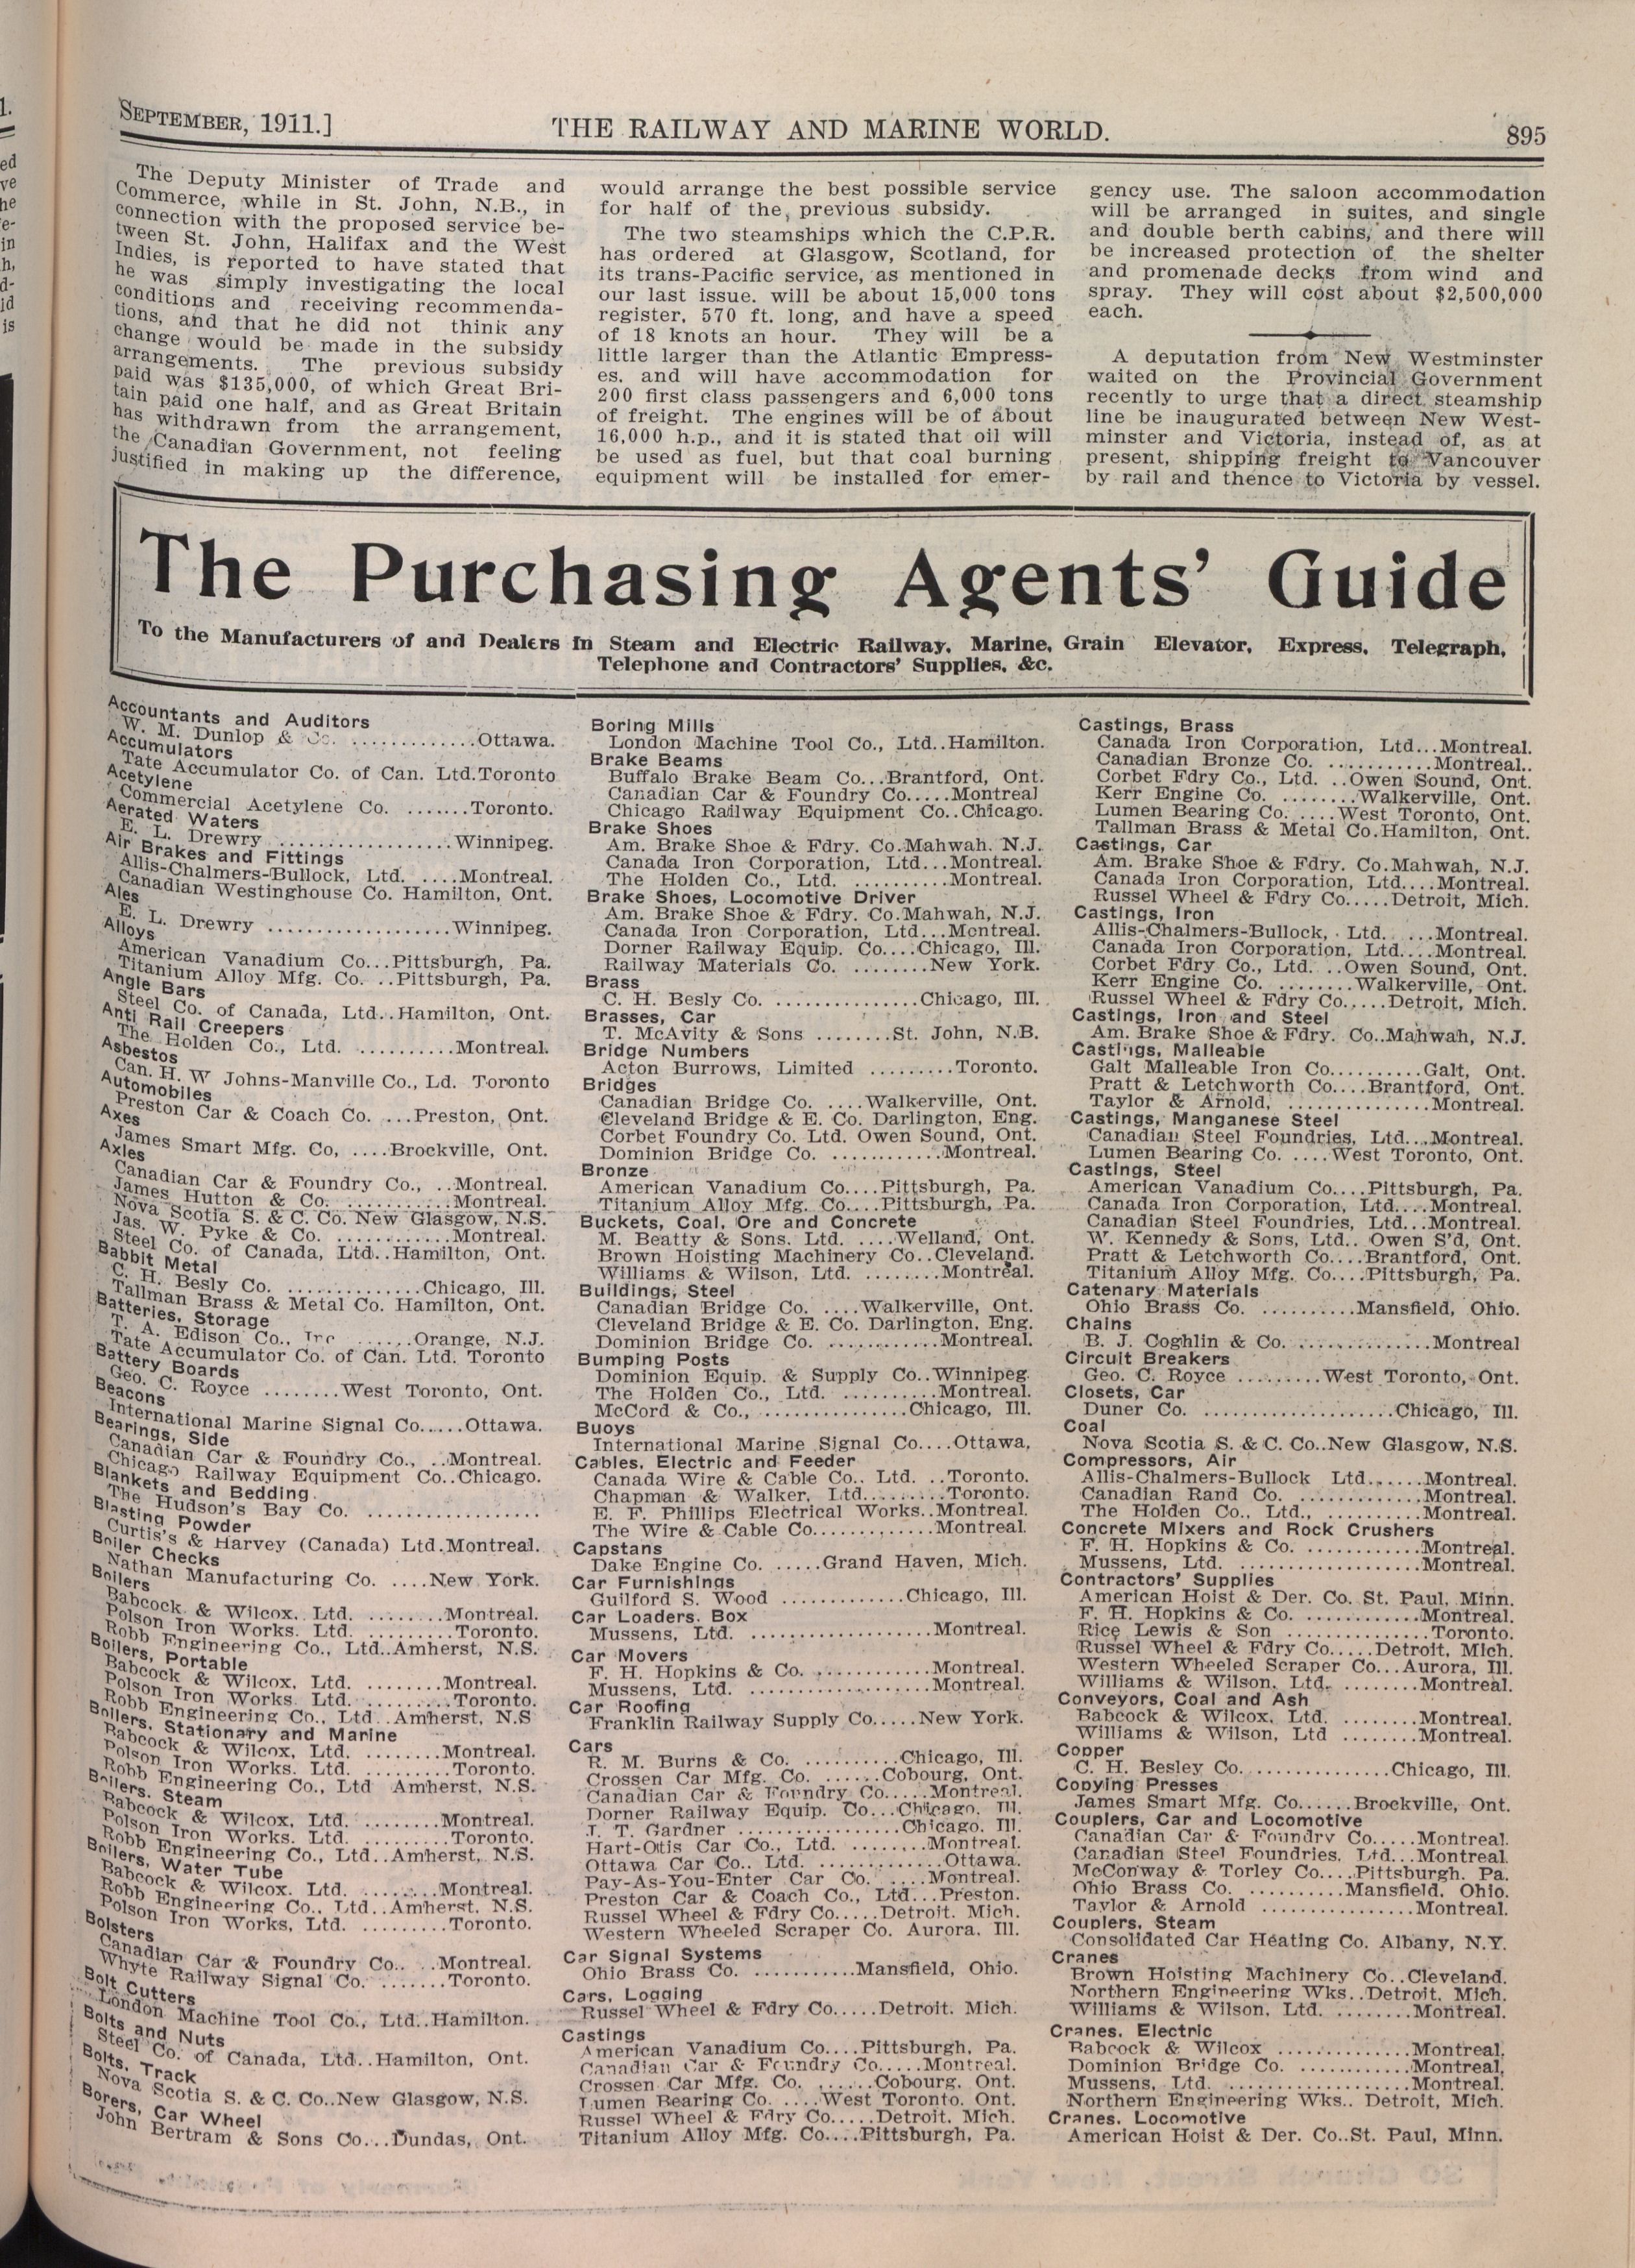 SEPTEMBER, 1911.] THE RAILWAY AND MARINE WORLD. 895
The Deputy Minister of Trade and
Commerce, while in St. John, N.B., in
connection with the proposed service be-
tween St. John, Halifax and the West
Indies, is reported to have stated that
he was simply investigating the local
conditions and receiving recommenda-
tions, and that he did not think any
change would be made in the subsidy
arrangements. The previous subsidy
paid was $135,000, of which Great Bri-
tain paid one half, and as Great Britain
has withdrawn from the arrangement,
the Canadian Government, not feeling
justified in making up the difference,
would arrange the best possible service
for half of the previous subsidy.
The two steamships which the C.P.R.
has ordered at Glasgow, Scotland, for
its trans-Pacific service, as mentioned in
our last issue. will be about 15,000 tons
register, 570 ft. long, and have a speed
of 18 knots an hour. They will be a
little larger than the Atlantic Empress-
es, and will have accommodation for
200 first class passengers and 6,000 tons
of freight. The engines will be of about
16,000 h.p., and it is stated that oil will
be used as fuel, but that coal burning
equipment will be installed for emer-
gency use. The saloon accommodation
will be arranged in suites, and single
and double berth cabins, and there will
be increased protection of the shelter
and promenade decks from wind and
spray. They will cost about $2,500,000
each.
A deputation from New Westminster
waited on the Provincial Government
recently to urge that a direct steamship
line be inaugurated between New West-
minster and Victoria, instead of, as at
present, shipping freight to Vancouver
by rail and thence to Victoria by vessel.
The Purchasing Agents' Guide
To the Manufacturers of and Dealers in Steam and Electric Railway, Marine, Grain Elevator, Express, Telegraph,
Telephone and Contractors' Supplies, &c.
Accountants and Auditors
W. M. Dunlop & Co. .............Ottawa.
Accumulators
Tate Accumulator Co. of Can. Ltd.Toronto
Acetylene
Commercial Acetylene Co. .......Toronto.
Aerated Waters
E. L. Drewry ..................Winnipeg.
Air Brakes and Fittings
Allis-Chalmers-Bullock, Ltd. ....Montreal.
Canadian Westinghouse Co. Hamilton, Ont.
Ales
E. L. Drewry ...................Winnipeg.
Alloys
American Vanadium Co...Pittsburgh, Pa.
Titanium Alloy Mfg. Co. ..Pittsburgh, Pa.
Angle Bars
Steel Co. of Canada, Ltd..Hamilton, Ont.
Anti Rail Creepers
The Holden Co., Ltd. ..........Montreal.
Asbestos
Can. H. W Johns-Manville Co., Ld. Toronto
Automobiles
Preston Car & Coach Co. ...Preston, Ont.
Axes
James Smart Mfg. Co, ....Brockville, Ont.
Axles
Canadian Car & Foundry Co., ..Montreal.
James Hutton & Co. ............Montreal.
Nova Scotia S. & C. Co. New Glasgow, N.S.
Jas. W. Pyke & Co. ............Montreal.
Steel Co. of Canada, Ltd..Hamilton, Ont.
Babbit Metal
C. H. Besly Co. ..............Chicago, Ill.
Tallman Brass & Metal Co. Hamilton, Ont.
Batteries, Storage
T. A. Edison Co., Inc ......Orange, N.J.
Tate Accumulator Co. of Can. Ltd. Toronto
Battery Boards
Geo. C. Royce ........West Toronto, Ont.
Beacons
International Marine Signal Co.....Ottawa.
Bearings, Side
Canadian Car & Foundry Co., ..Montreal.
Chicago Railway Equipment Co..Chicago.
Blankets and Bedding
The Hudson's Bay Co. ..................
Blasting Powder
Curtis's & Harvey (Canada) Ltd.Montreal.
Boiler Checks
Nathan Manufacturing Co. ....New York.
Boilers
Babcock & Wilcox. Ltd. ........Montreal.
Polson Iron Works. Ltd. .........Toronto.
Robb Engineering Co., Ltd..Amherst, N.S.
Boilers, Portable
Babcock & Wilcox, Ltd. ........Montreal.
Polson Iron Works. Ltd. .........Toronto.
Robb Engineering Co., Ltd..Amherst, N.S
Boilers, Stationary and Marine
Babcock & Wilcox, Ltd. ........Montreal.
Polson Iron Works. Ltd. .........Toronto.
Robb Engineering Co., Ltd Amherst, N.S.
Boilers. Steam
Babcock & Wilcox, Ltd. ........Montreal.
Polson Iron Works. Ltd. .........Toronto.
Robb Engineering Co., Ltd..Amherst, N.S.
Boilers, Water Tube
Babcock & Wilcox. Ltd. ........Montreal.
Robb Engineering Co., Ltd..Amherst. N.S.
Polson Iron Works, Ltd. .........Toronto.
Bolsters
Canadian Car & Foundry Co.. ..Montreal.
Whyte Railway Signal Co. .......Toronto.
Bolt Cutters
London Machine Tool Co., Ltd..Hamilton.
Bolts and Nuts
Steel Co. of Canada, Ltd..Hamilton, Ont.
Bolts, Track
Nova Scotia S. & C. Co..New Glasgow, N.S.
Borers, Car Wheel
John Bertram & Sons Co...Dundas, Ont.
Boring Mills
London Machine Tool Co., Ltd..Hamilton.
Brake Beams
Buffalo Brake Beam Co...Brantford, Ont.
Canadian Car & Foundry Co.....Montreal
Chicago Railway Equipment Co..Chicago.
Brake Shoes
Am. Brake Shoe & Fdry. Co.Mahwah. N.J.
Canada Iron Corporation, Ltd...Montreal.
The Holden Co., Ltd. ..........Montreal.
Brake Shoes, Locomotive Driver
Am. Brake Shoe & Fdry. Co.Mahwah, N.J.
Canada Iron Corporation, Ltd...Montreal.
Dorner Railway Equip. Co....Chicago, Ill.
Railway Materials Co. ........New York.
Brass
C. H. Besly Co. ...............Chicago, Ill.
Brasses, Car
T. McAvity & Sons ........St. John, N.B.
Bridge Numbers
Acton Burrows, Limited .........Toronto.
Bridges
Canadian Bridge Co. ....Walkerville, Ont.
Cleveland Bridge & E. Co. Darlington, Eng.
Corbet Foundry Co. Ltd. Owen Sound, Ont.
Dominion Bridge Co. ............Montreal.
Bronze
American Vanadium Co....Pittsburgh, Pa.
Titanium Alloy Mfg. Co....Pittsburgh, Pa.
Buckets, Coal, Ore and Concrete
M. Beatty & Sons. Ltd. ....Welland, Ont.
Brown Hoisting Machinery Co..Cleveland.
Williams & Wilson, Ltd. ........Montreal.
Buildings, Steel
Canadian Bridge Co. ....Walkerville, Ont.
Cleveland Bridge & E. Co. Darlington, Eng.
Dominion Bridge Co. ............Montreal.
Bumping Posts
Dominion Equip. & Supply Co..Winnipeg.
The Holden Co., Ltd. ..........Montreal.
McCord & Co., ...............Chicago, Ill.
Buoys
International Marine Signal Co....Ottawa,
Cables, Electric and Feeder
Canada Wire & Cable Co.. Ltd. ..Toronto.
Chapman & Walker, Ltd.........Toronto.
E. F. Phillips Electrical Works..Montreal.
The Wire & Cable Co............Montreal.
Capstans
Dake Engine Co. .....Grand Haven, Mich.
Car Furnishings
Guilford S. Wood ............Chicago, Ill.
Car Loaders. Box
Mussens, Ltd. ..................Montreal.
Car Movers
F. H. Hopkins & Co. ............Montreal.
Mussens, Ltd. ..................Montreal.
Car Roofing
Franklin Railway Supply Co.....New York.
Cars
R. M. Burns & Co. ..........Chicago, Ill.
Crossen Car Mfg. Co. ......Cobourg, Ont.
Canadian Car & Foundry Co.....Montreal.
Dorner Railway Equip. Co...Chicago. Ill.
J. T. Gardner ................Chicago. Ill.
Hart-Otis Car Co., Ltd. ........Montreal.
Ottawa Car Co.. Ltd. ............Ottawa.
Pay-As-You-Enter Car Co. ....Montreal.
Preston Car & Coach Co., Ltd...Preston.
Russel Wheel & Fdry Co.....Detroit. Mich.
Western Wheeled Scraper Co. Aurora. Ill.
Car Signal Systems
Ohio Brass Co. ...........Mansfield, Ohio.
Cars, Logging
Russel Wheel & Fdry Co.....Detroit. Mich.
Castings
American Vanadium Co....Pittsburgh, Pa.
Canadian Car & Foundry Co.....Montreal.
Crossen Car Mfg. Co. ......Cobourg. Ont.
Lumen Bearing Co. ....West Toronto. Ont.
Russel Wheel & Fdry Co.....Detroit. Mich.
Titanium Alloy Mfg. Co....Pittsburgh, Pa.
Castings, Brass
Canada Iron Corporation, Ltd...Montreal.
Canadian Bronze Co. ...........Montreal..
Corbet Fdry Co., Ltd. ..Owen Sound, Ont.
Kerr Engine Co. ........Walkerville, Ont.
Lumen Bearing Co. ....West Toronto, Ont.
Tallman Brass & Metal Co.Hamilton, Ont.
Castings, Car
Am. Brake Shoe & Fdry. Co.Mahwah, N.J.
Canada Iron Corporation, Ltd....Montreal.
Russel Wheel & Fdry Co.....Detroit, Mich.
Castings, Iron
Allis-Chalmers-Bullock, Ltd. ....Montreal.
Canada Iron Corporation, Ltd....Montreal.
Corbet Fdry Co., Ltd. ..Owen Sound, Ont.
Kerr Engine Co. ........Walkerville, Ont.
Russel Wheel & Fdry Co.....Detroit, Mich.
Castings, Iron and Steel
Am. Brake Shoe & Fdry. Co..Mahwah, N.J.
Castings, Malleable
Galt Malleable Iron Co..........Galt, Ont.
Pratt & Letchworth Co....Brantford, Ont.
Taylor & Arnold, ...............Montreal.
Castings, Manganese Steel
Canadian Steel Foundries, Ltd...Montreal.
Lumen Bearing Co. ....West Toronto, Ont.
Castings, Steel
American Vanadium Co....Pittsburgh, Pa.
Canada Iron Corporation, Ltd....Montreal.
Canadian Steel Foundries, Ltd...Montreal.
W. Kennedy & Sons, Ltd.. Owen S'd, Ont.
Pratt & Letchworth Co....Brantford, Ont.
Titanium Alloy Mfg. Co....Pittsburgh, Pa.
Catenary Materials
Ohio Brass Co. ..........Mansfield, Ohio.
Chains
B. J. Coghlin & Co. ..............Montreal
Circuit Breakers
Geo. C. Royce .........West Toronto, Ont.
Closets, Car
Duner Co. ....................Chicago, Ill.
Coal
Nova Scotia S. & C. Co..New Glasgow, N.S.
Compressors, Air
Allis-Chalmers-Bullock Ltd......Montreal.
Canadian Rand Co. .............Montreal.
The Holden Co., Ltd., ..........Montreal.
Concrete Mixers and Rock Crushers
F. H. Hopkins & Co. ............Montreal.
Mussens, Ltd. ..................Montreal.
Contractors' Supplies
American Hoist & Der. Co. St. Paul, Minn.
F. H. Hopkins & Co. ............Montreal.
Rice Lewis & Son ...............Toronto.
Russel Wheel & Fdry Co.....Detroit, Mich.
Western Wheeled Scraper Co...Aurora, Ill.
Williams & Wilson, Ltd. ........Montreal.
Conveyors, Coal and Ash
Babcock & Wilcox, Ltd. ........Montreal.
Williams & Wilson, Ltd ........Montreal.
Copper
C. H. Besley Co. ..............Chicago, Ill.
Copying Presses
James Smart Mfg. Co......Brockville, Ont.
Couplers, Car and Locomotive
Canadian Car & Foundry Co.....Montreal.
Canadian Steel Foundries, Ltd...Montreal.
McConway & Torley Co....Pittsburgh. Pa.
Ohio Brass Co. ..........Mansfield. Ohio.
Taylor & Arnold ................Montreal.
Couplers, Steam
Consolidated Car Heating Co. Albany, N.Y.
Cranes
Brown Hoisting Machinery Co..Cleveland.
Northern Engineering Wks..Detroit, Mich.
Williams & Wilson, Ltd. ........Montreal.
Cranes. Electric
Babcock & Wilcox ..............Montreal.
Dominion Bridge Co. ............Montreal,
Mussens, Ltd. ..................Montreal.
Northern Engineering Wks.. Detroit, Mich.
Cranes. Locomotive
American Hoist & Der. Co..St. Paul, Minn.